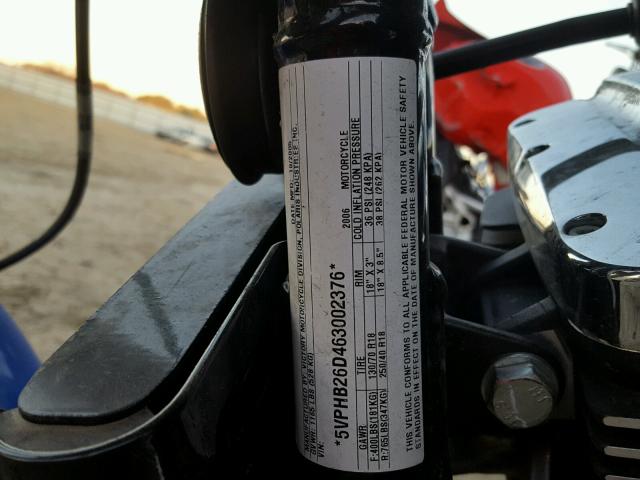 MANUFACTURED BY: VICTORY MOTORCYCLE DIVISION, POLARIS INDUSTRIES INC.
DATE MFD: 10/2005
GVWR: 1165 LBS (528 KG)
VIN:
*5VPHB26D463002376*
2006 MOTORCYCLE
GAWR TIRE RIM COLD INFLATION PRESSURE
F:400LBS(181KG) 130/70 R18 18" X 3" 36 PSI (248 KPA)
R:765LBS(347KG) 250/40 R18 18" X 8.5" 38 PSI (262 KPA)
THIS VEHICLE CONFORMS TO ALL APPLICABLE FEDERAL MOTOR VEHICLE SAFETY
STANDARDS IN EFFECT ON THE DATE OF MANUFACTURE SHOWN ABOVE.